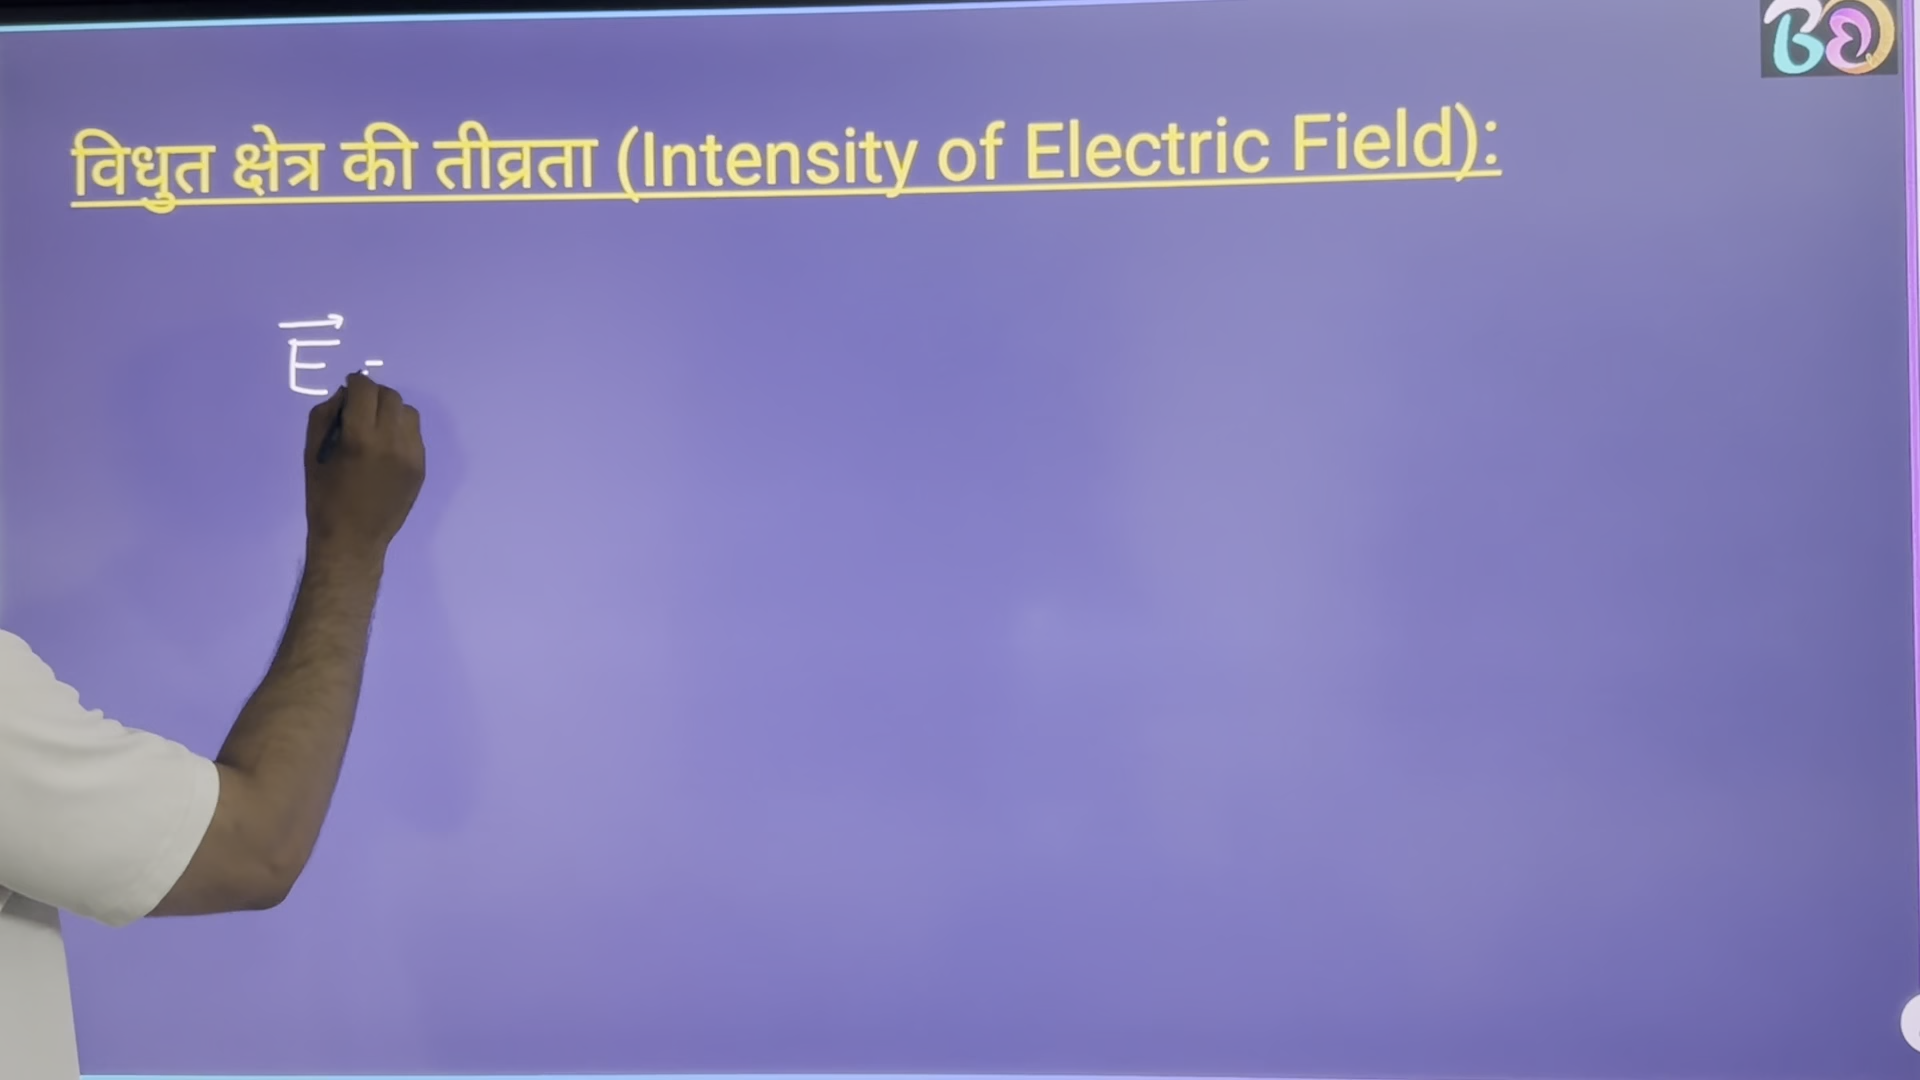 विधुत क्षेत्र की तीव्रता (Intensity of Electric Field):
E⃗ =